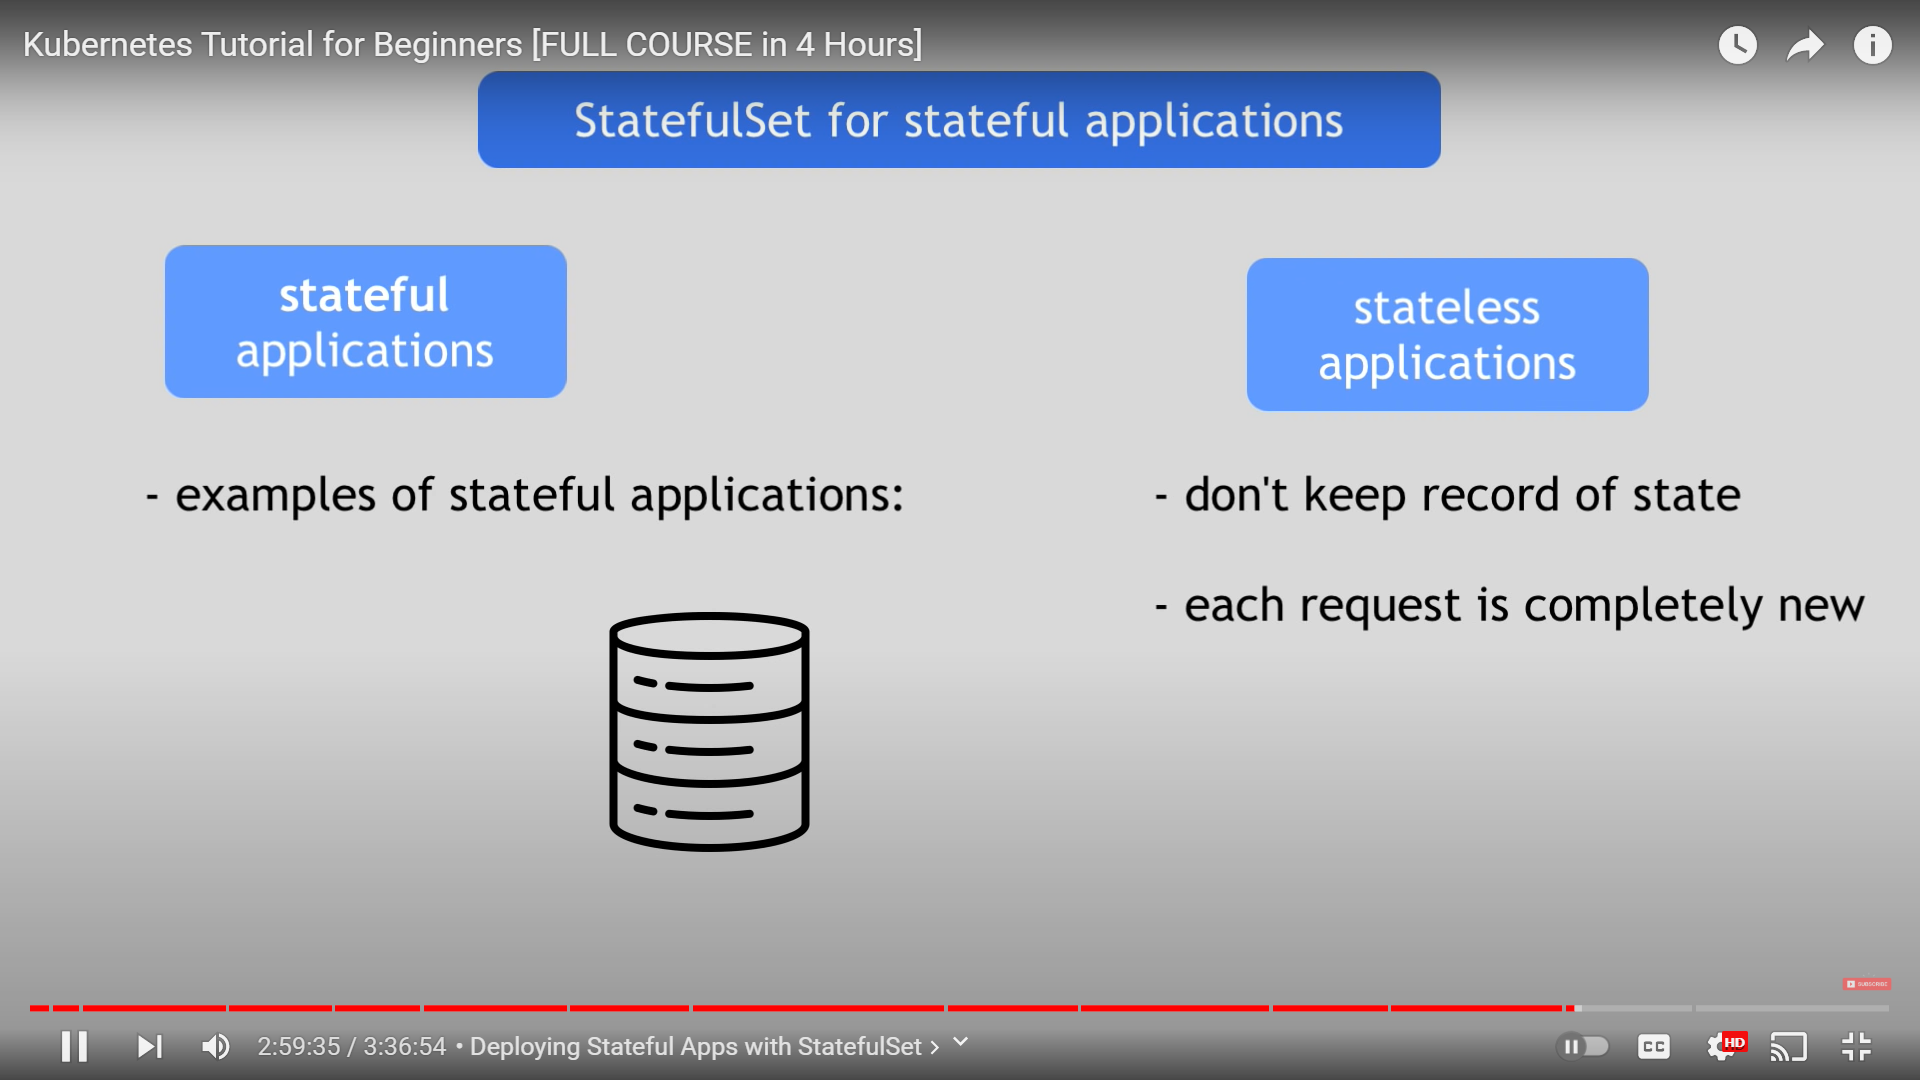 Kubernetes Tutorial for Beginners [FULL COURSE in 4 Hours]
StatefulSet for stateful applications
stateful
applications
stateless
applications
- examples of stateful applications:
- don't keep record of state
- each request is completely new
SUBSCRIBE
2:59:35 / 3:36:54 • Deploying Stateful Apps with StatefulSet
CC
HD